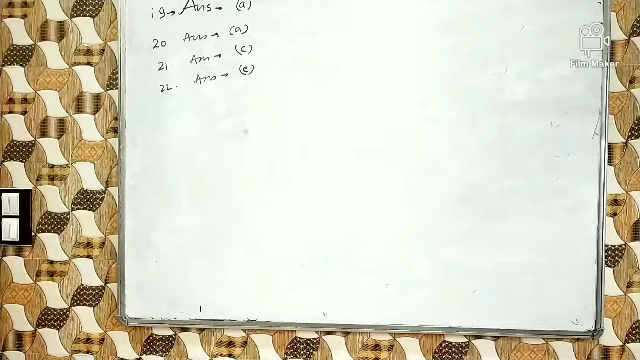 19→ Ans→ (a)
20 Ans→ (a)
21 Ans→ (c)
22. Ans→ (e)
Film Maker